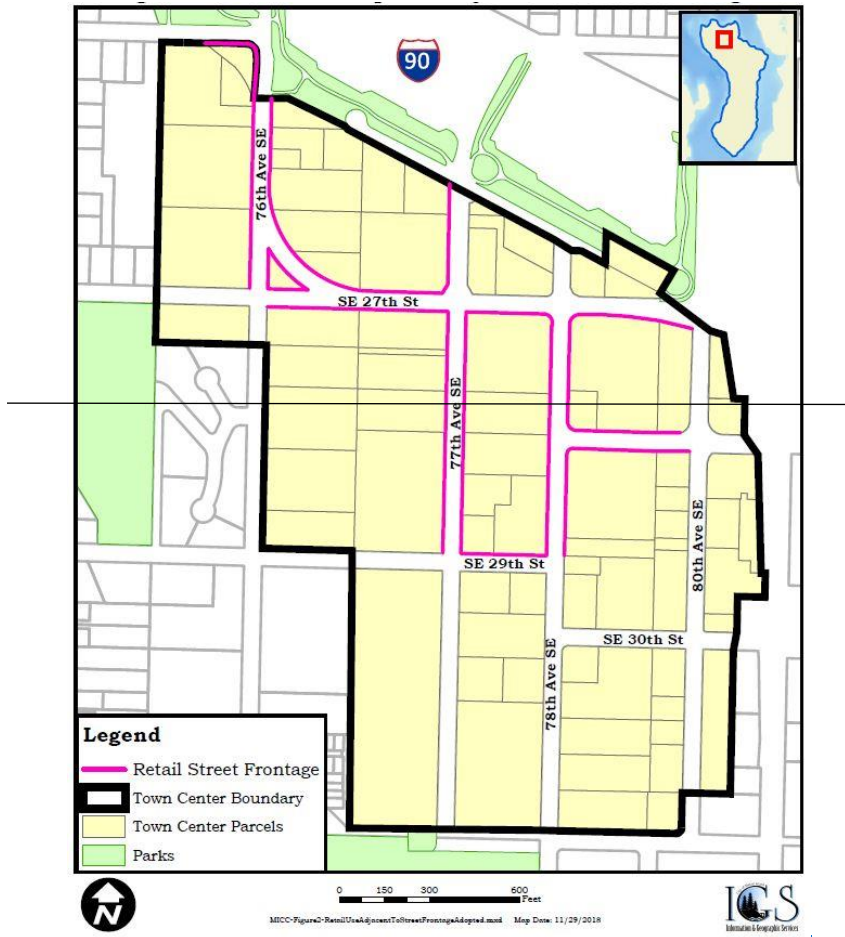 90
76th Ave SE
SE 27th St
77th Ave SE
80th Ave SE
SE 29th St
SE 30th St
78th Ave SE
Legend
Retail Street Frontage
Town Center Boundary
Town Center Parcels
Parks
N
0 150 300 600
Feet
MICC-Figure2-RetailUseAdjacentToStreetFrontageAdopted.mxd Map Date: 11/29/2018
IGS
Information & Geographic Services